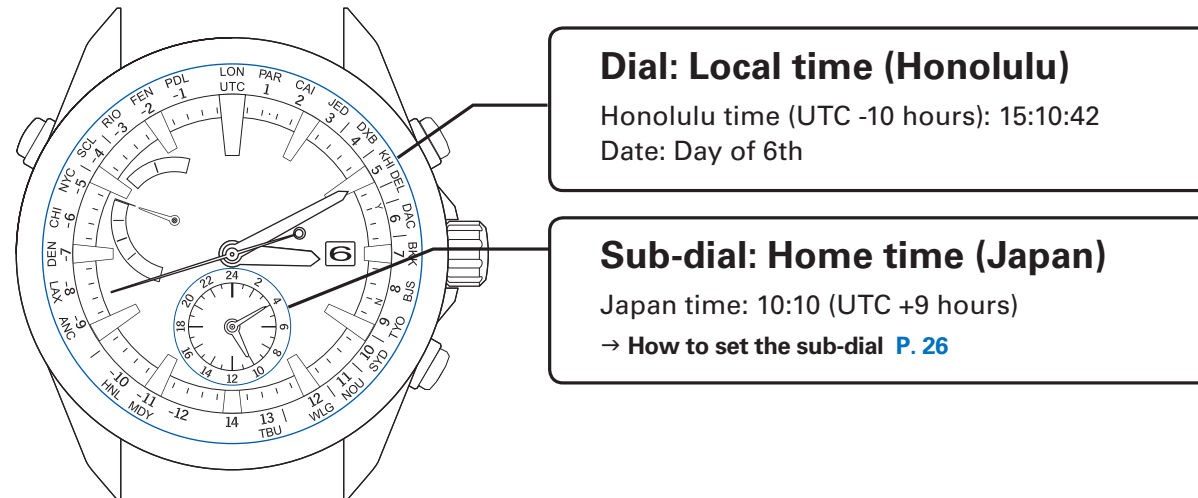 Dial: Local time (Honolulu)
Honolulu time (UTC -10 hours): 15:10:42
Date: Day of 6th
Sub-dial: Home time (Japan)
Japan time: 10:10 (UTC +9 hours)
→ How to set the sub-dial P. 26
LON
UTC
PAR
1
CAI
2
JED
3
DXB
4
KHI
5
DEL
Y
DAC
6
BKK
7
BJS
8
N
TYO
9
SYD
10
NOU
11
WLG
12
TBU
13
14
-12
MDY
-11
HNL
-10
ANC
-9
LAX
-8
DEN
-7
CHI
-6
NYC
-5
SCL
-4
RIO
-3
FEN
-2
PDL
-1
6
24
2
4
6
8
10
12
14
16
18
20
22